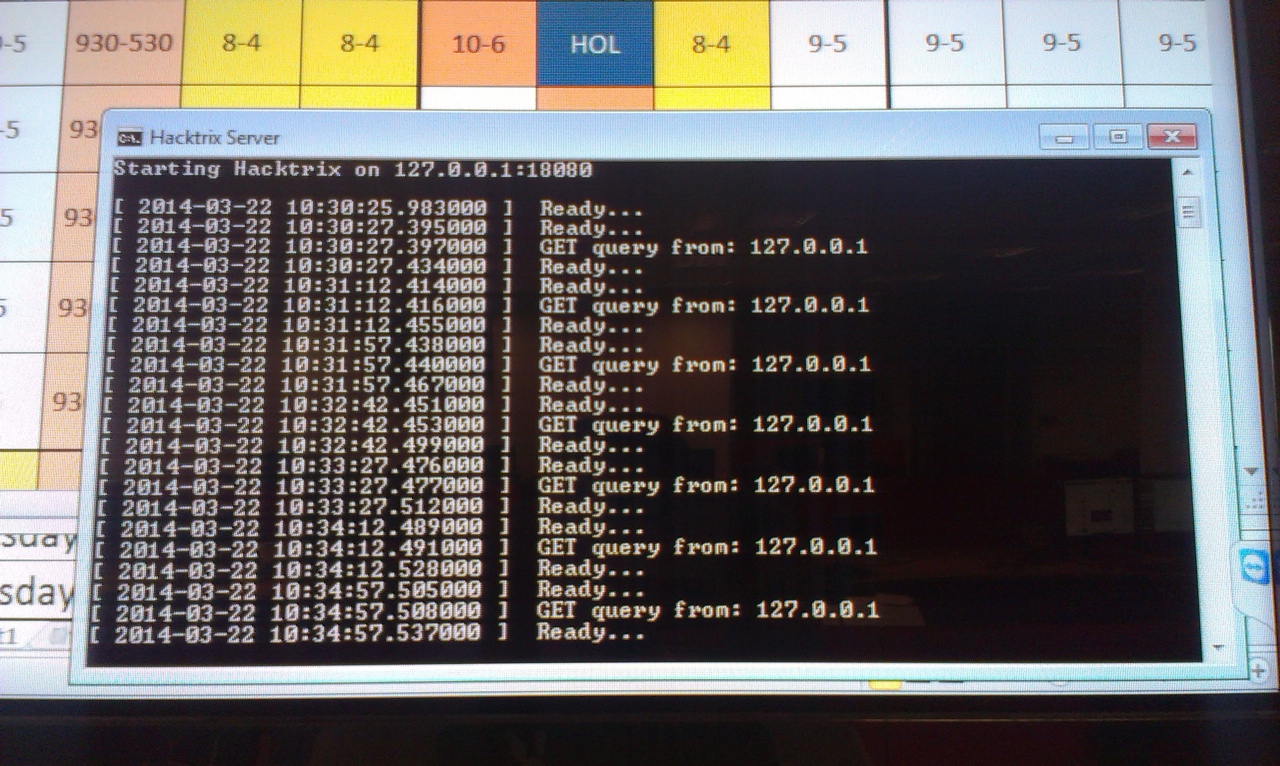 -5 930-530 8-4 8-4 10-6 HOL 8-4 9-5 9-5 9-5 9-5
-5 93
5 93
5 93
93
sday
sday
t1
Hacktrix Server
Starting Hacktrix on 127.0.0.1:18080
[ 2014-03-22 10:30:25.983000 ] Ready...
[ 2014-03-22 10:30:27.395000 ] Ready...
[ 2014-03-22 10:30:27.397000 ] GET query from: 127.0.0.1
[ 2014-03-22 10:30:27.434000 ] Ready...
[ 2014-03-22 10:31:12.414000 ] Ready...
[ 2014-03-22 10:31:12.416000 ] GET query from: 127.0.0.1
[ 2014-03-22 10:31:12.455000 ] Ready...
[ 2014-03-22 10:31:57.438000 ] Ready...
[ 2014-03-22 10:31:57.440000 ] GET query from: 127.0.0.1
[ 2014-03-22 10:31:57.467000 ] Ready...
[ 2014-03-22 10:32:42.451000 ] Ready...
[ 2014-03-22 10:32:42.453000 ] GET query from: 127.0.0.1
[ 2014-03-22 10:32:42.499000 ] Ready...
[ 2014-03-22 10:33:27.476000 ] Ready...
[ 2014-03-22 10:33:27.477000 ] GET query from: 127.0.0.1
[ 2014-03-22 10:33:27.512000 ] Ready...
[ 2014-03-22 10:34:12.489000 ] Ready...
[ 2014-03-22 10:34:12.491000 ] GET query from: 127.0.0.1
[ 2014-03-22 10:34:12.528000 ] Ready...
[ 2014-03-22 10:34:57.505000 ] Ready...
[ 2014-03-22 10:34:57.508000 ] GET query from: 127.0.0.1
[ 2014-03-22 10:34:57.537000 ] Ready...